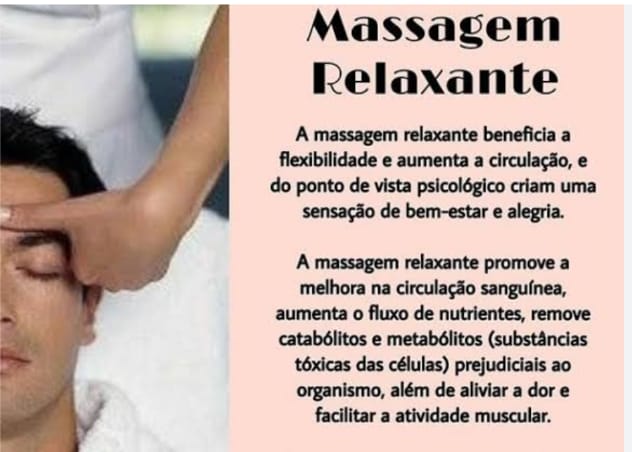 Massagem
Relaxante
A massagem relaxante beneficia a
flexibilidade e aumenta a circulação, e
do ponto de vista psicológico criam uma
sensação de bem-estar e alegria.
A massagem relaxante promove a
melhora na circulação sanguínea,
aumenta o fluxo de nutrientes, remove
catabólitos e metabólitos (substâncias
tóxicas das células) prejudiciais ao
organismo, além de aliviar a dor e
facilitar a atividade muscular.